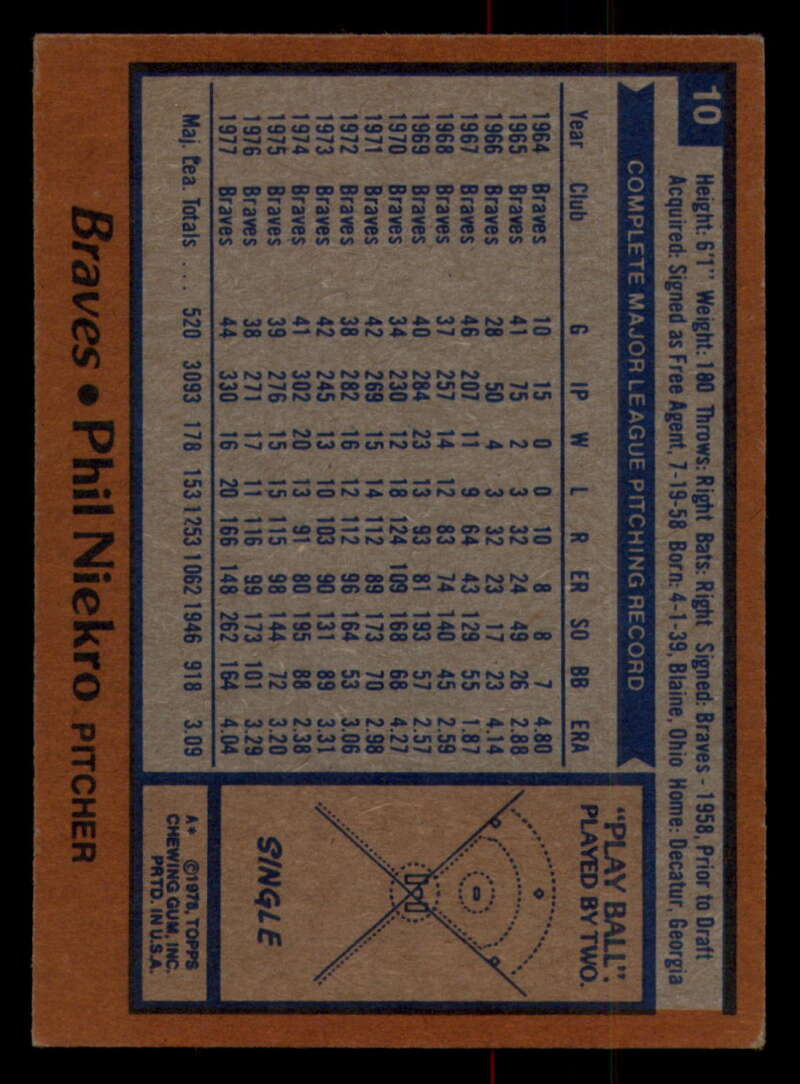 10
Height: 6'1" Weight: 180 Throws: Right Bats: Right Signed: Braves - 1958, Prior to Draft
Acquired: Signed as Free Agent, 7-19-58 Born: 4-1-39, Blaine, Ohio Home: Decatur, Georgia
COMPLETE MAJOR LEAGUE PITCHING RECORD
Year Club G IP W L R ER SO BB ERA
1964 Braves 10 15 0 0 10 8 8 7 4.80
1965 Braves 41 75 2 3 32 24 49 26 2.88
1966 Braves 28 50 4 3 32 23 17 23 4.14
1967 Braves 46 207 11 9 64 43 129 55 1.87
1968 Braves 37 257 14 12 83 74 140 45 2.59
1969 Braves 40 284 23 13 93 81 193 57 2.57
1970 Braves 34 230 12 18 124 109 168 68 4.27
1971 Braves 42 269 15 14 112 89 173 70 2.98
1972 Braves 38 282 16 12 112 96 164 53 3.06
1973 Braves 42 245 13 10 103 90 131 89 3.31
1974 Braves 41 302 20 13 91 80 195 88 2.38
1975 Braves 39 276 15 15 115 98 144 72 3.20
1976 Braves 38 271 17 11 116 99 173 101 3.29
1977 Braves 44 330 16 20 166 148 262 164 4.04
Maj. Lea. Totals .... 520 3093 178 153 1253 1062 1946 918 3.09
"PLAY BALL":
PLAYED BY TWO.
SINGLE
A* ©1978, TOPPS
CHEWING GUM, INC.
PRTD. IN U.S.A.
Braves • Phil Niekro PITCHER